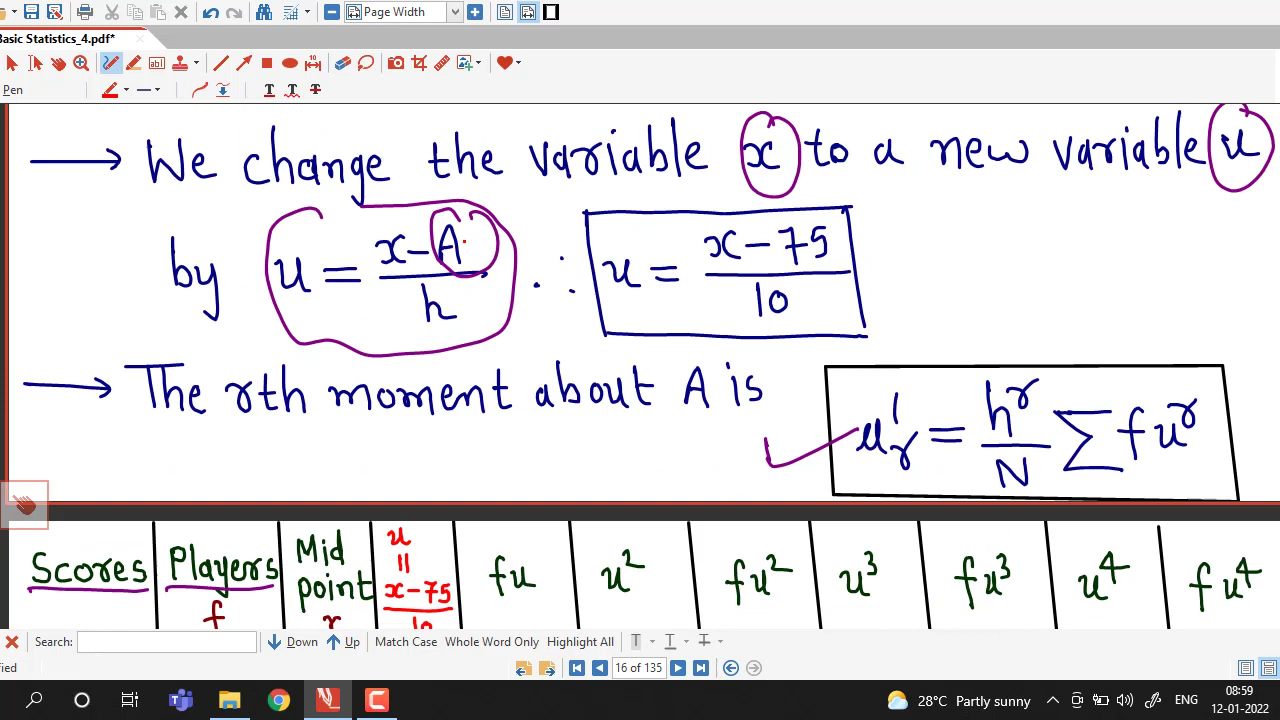 Page Width
Basic Statistics_4.pdf*
10
Pen
→ We change the variable x to a new variable u
by u = (x-A)/h ∴ u = (x-75)/10
→ The rth moment about A is
μ'r = h^r/N ∑ f u^r
Scores | Players f | Mid point x | u = (x-75)/10 | fu | u² | fu² | u³ | fu³ | u⁴ | fu⁴
Search: Down Up Match Case Whole Word Only Highlight All T T T
16 of 135
28°C Partly sunny ENG 08:59
12-01-2022